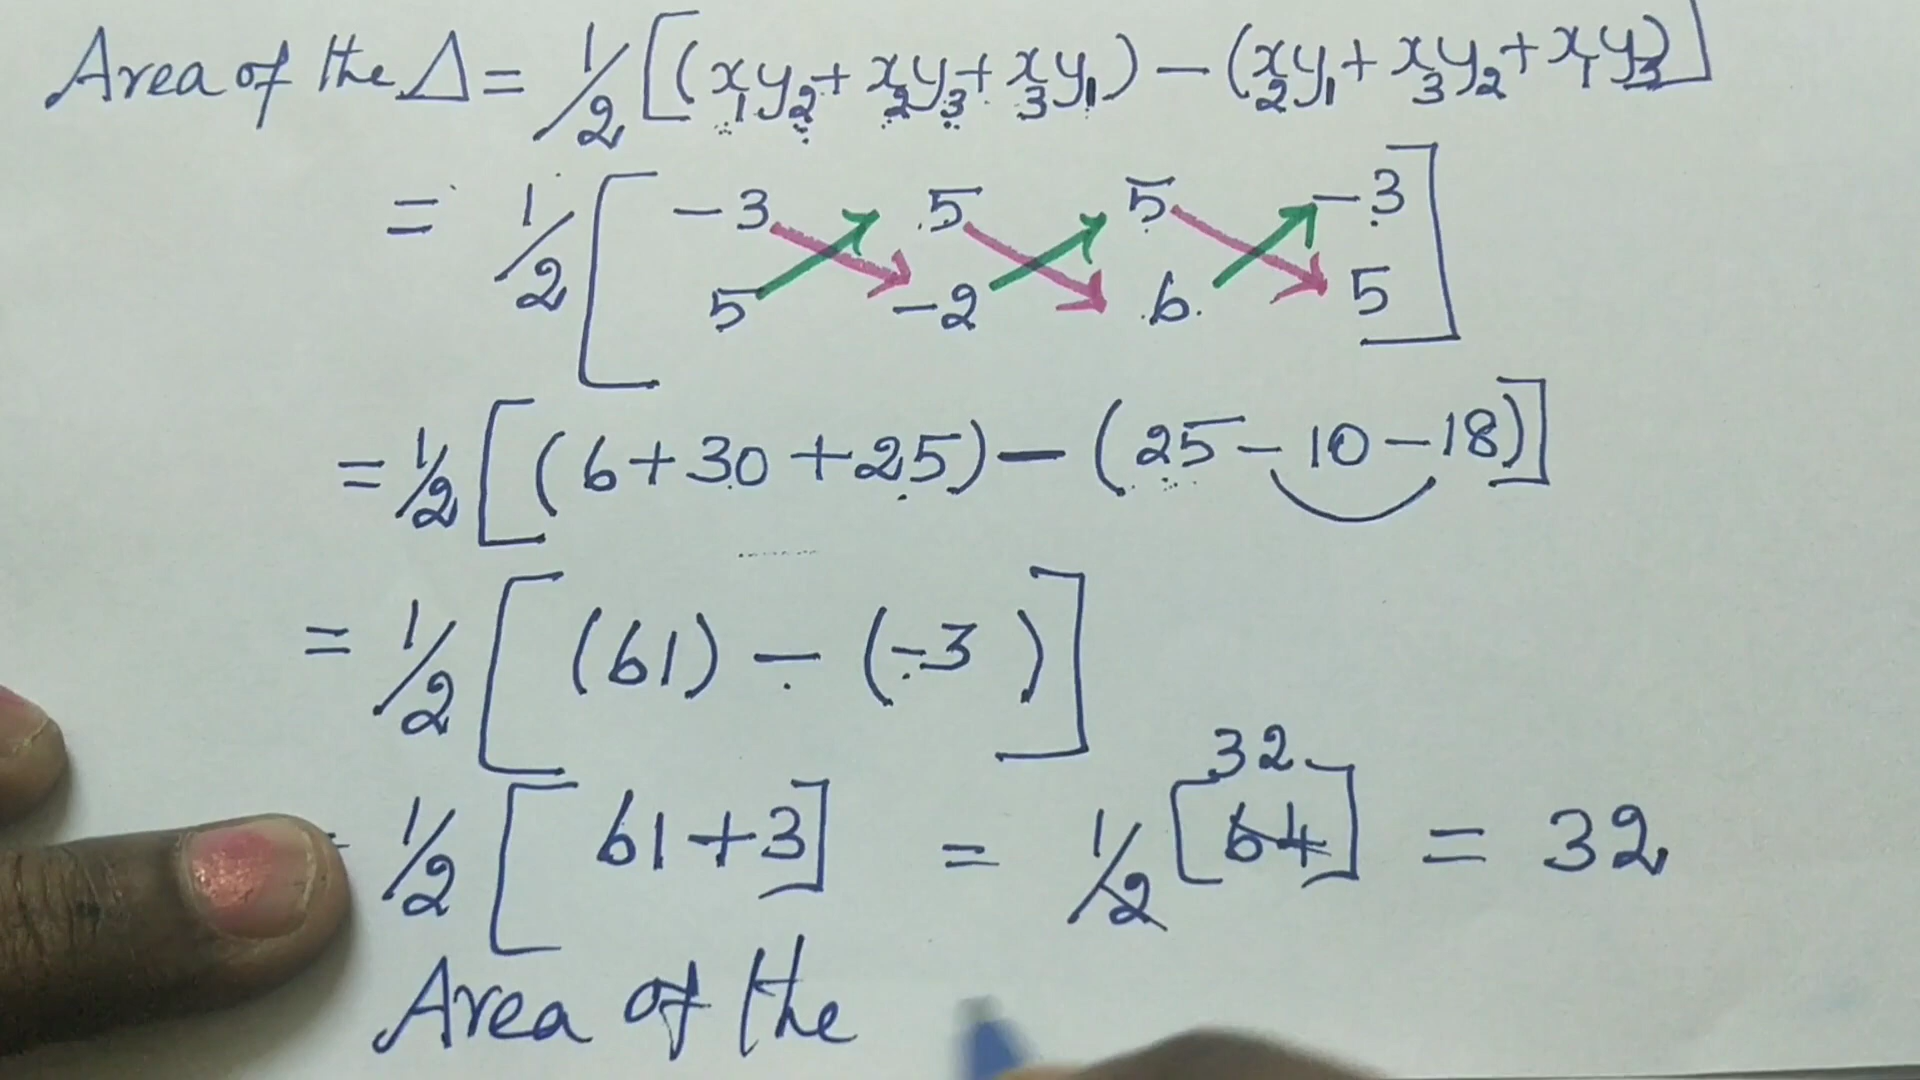 Area of the Δ = 1/2 [(x₁y₂ + x₂y₃ + x₃y₁) − (x₂y₁ + x₃y₂ + x₁y₃)]
= 1/2 [ −3 5 5 −3
5 −2 6 5 ]
= 1/2 [(6 + 30 + 25) − (25 − 10 − 18)]
= 1/2 [(61) − (−3)]
32
= 1/2 [61 + 3] = 1/2 [64] = 32
Area of the